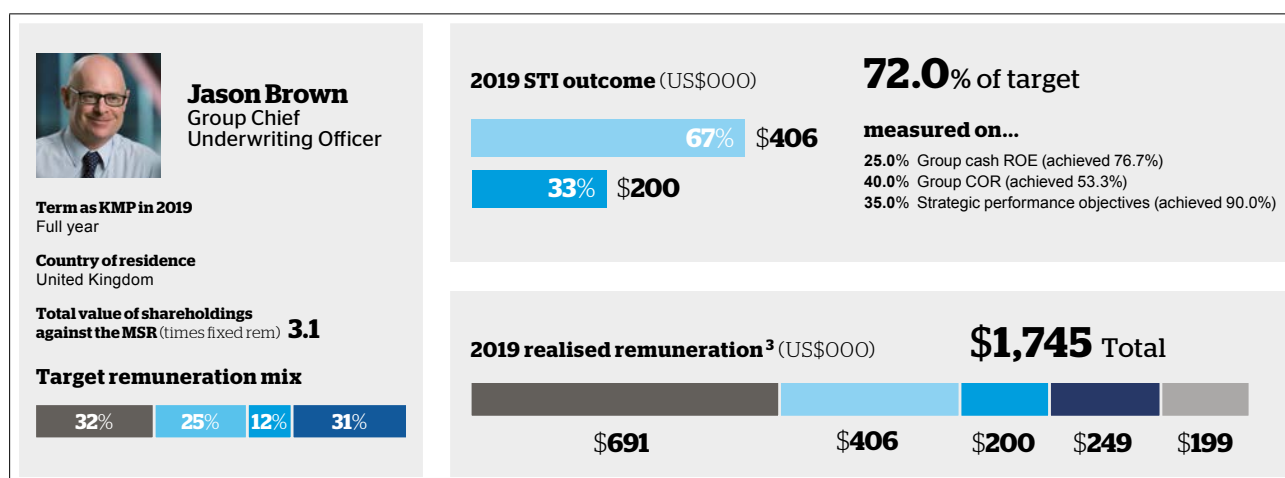 Jason Brown
Group Chief
Underwriting Officer
Term as KMP in 2019
Full year
Country of residence
United Kingdom
Total value of shareholdings
against the MSR (times fixed rem) 3.1
Target remuneration mix
32% 25% 12% 31%
2019 STI outcome (US$000)
67% $406
33% $200
72.0% of target
measured on...
25.0% Group cash ROE (achieved 76.7%)
40.0% Group COR (achieved 53.3%)
35.0% Strategic performance objectives (achieved 90.0%)
2019 realised remuneration³ (US$000)
$1,745 Total
$691 $406 $200 $249 $199